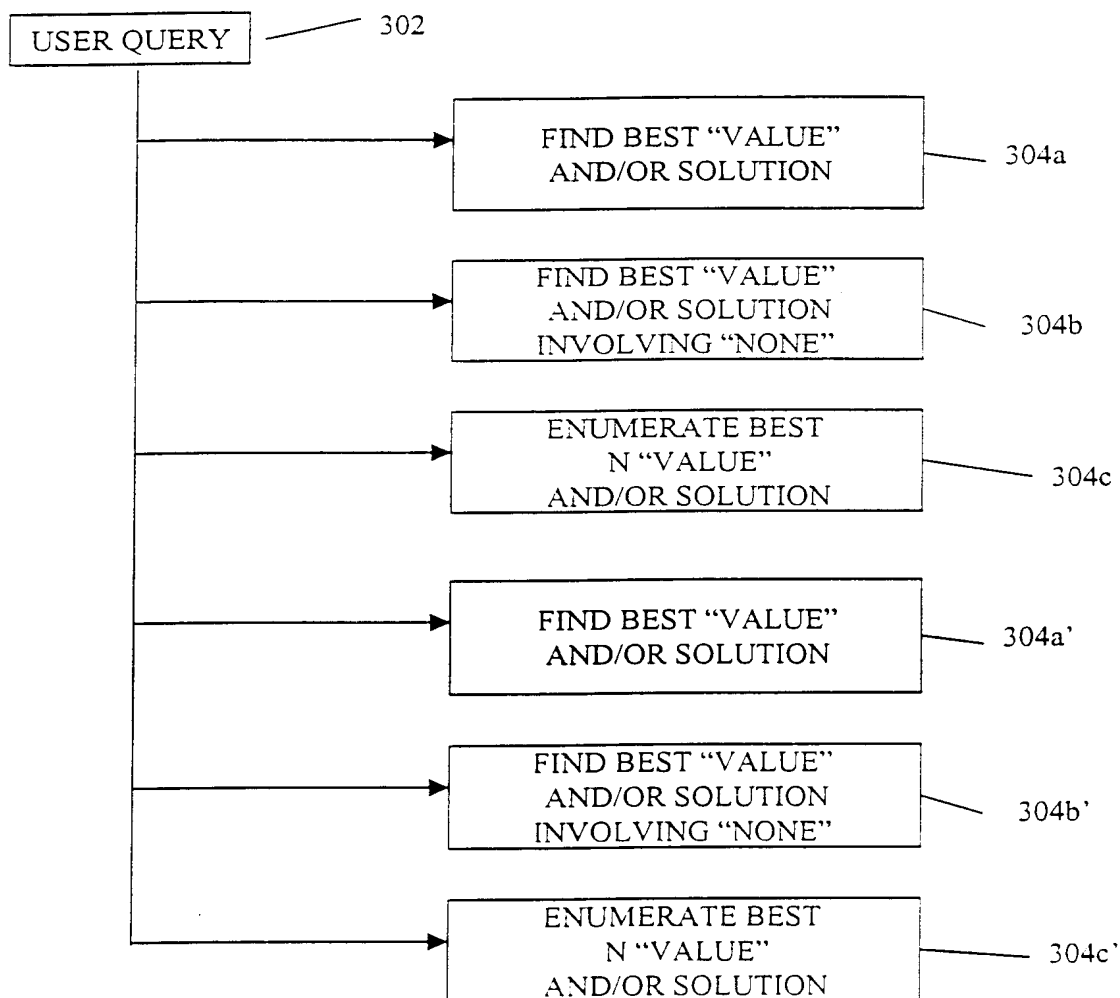 302
USER QUERY
FIND BEST “VALUE”
AND/OR SOLUTION
304a
FIND BEST “VALUE”
AND/OR SOLUTION
INVOLVING “NONE”
304b
ENUMERATE BEST
N “VALUE”
AND/OR SOLUTION
304c
FIND BEST “VALUE”
AND/OR SOLUTION
304a’
FIND BEST “VALUE”
AND/OR SOLUTION
INVOLVING “NONE”
304b’
ENUMERATE BEST
N “VALUE”
AND/OR SOLUTION
304c’